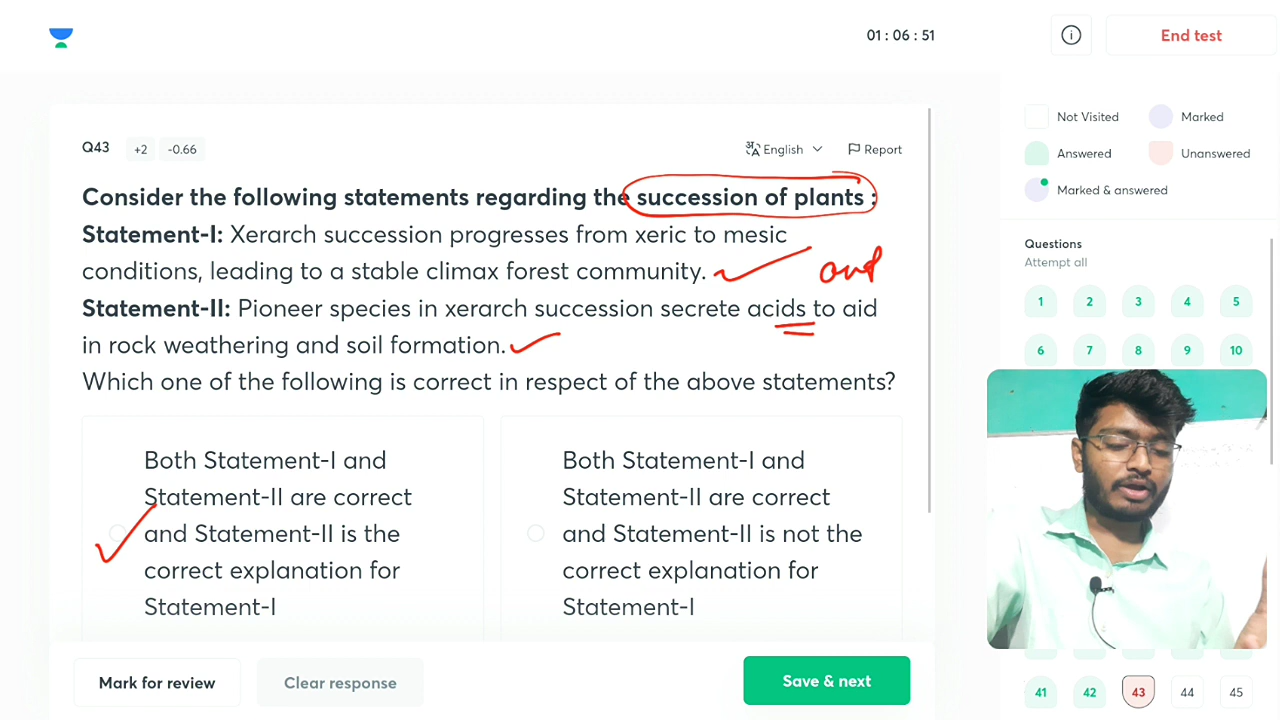 01 : 06 : 51
End test
Q43
+2
-0.66
English
Report
Consider the following statements regarding the succession of plants :
Statement-I: Xerarch succession progresses from xeric to mesic
conditions, leading to a stable climax forest community.
and
Statement-II: Pioneer species in xerarch succession secrete acids to aid
in rock weathering and soil formation.
Which one of the following is correct in respect of the above statements?
Both Statement-I and
Statement-II are correct
and Statement-II is the
correct explanation for
Statement-I
Both Statement-I and
Statement-II are correct
and Statement-II is not the
correct explanation for
Statement-I
Mark for review
Clear response
Save & next
Not Visited
Marked
Answered
Unanswered
Marked & answered
Questions
Attempt all
1 2 3 4 5
6 7 8 9 10
41 42 43 44 45